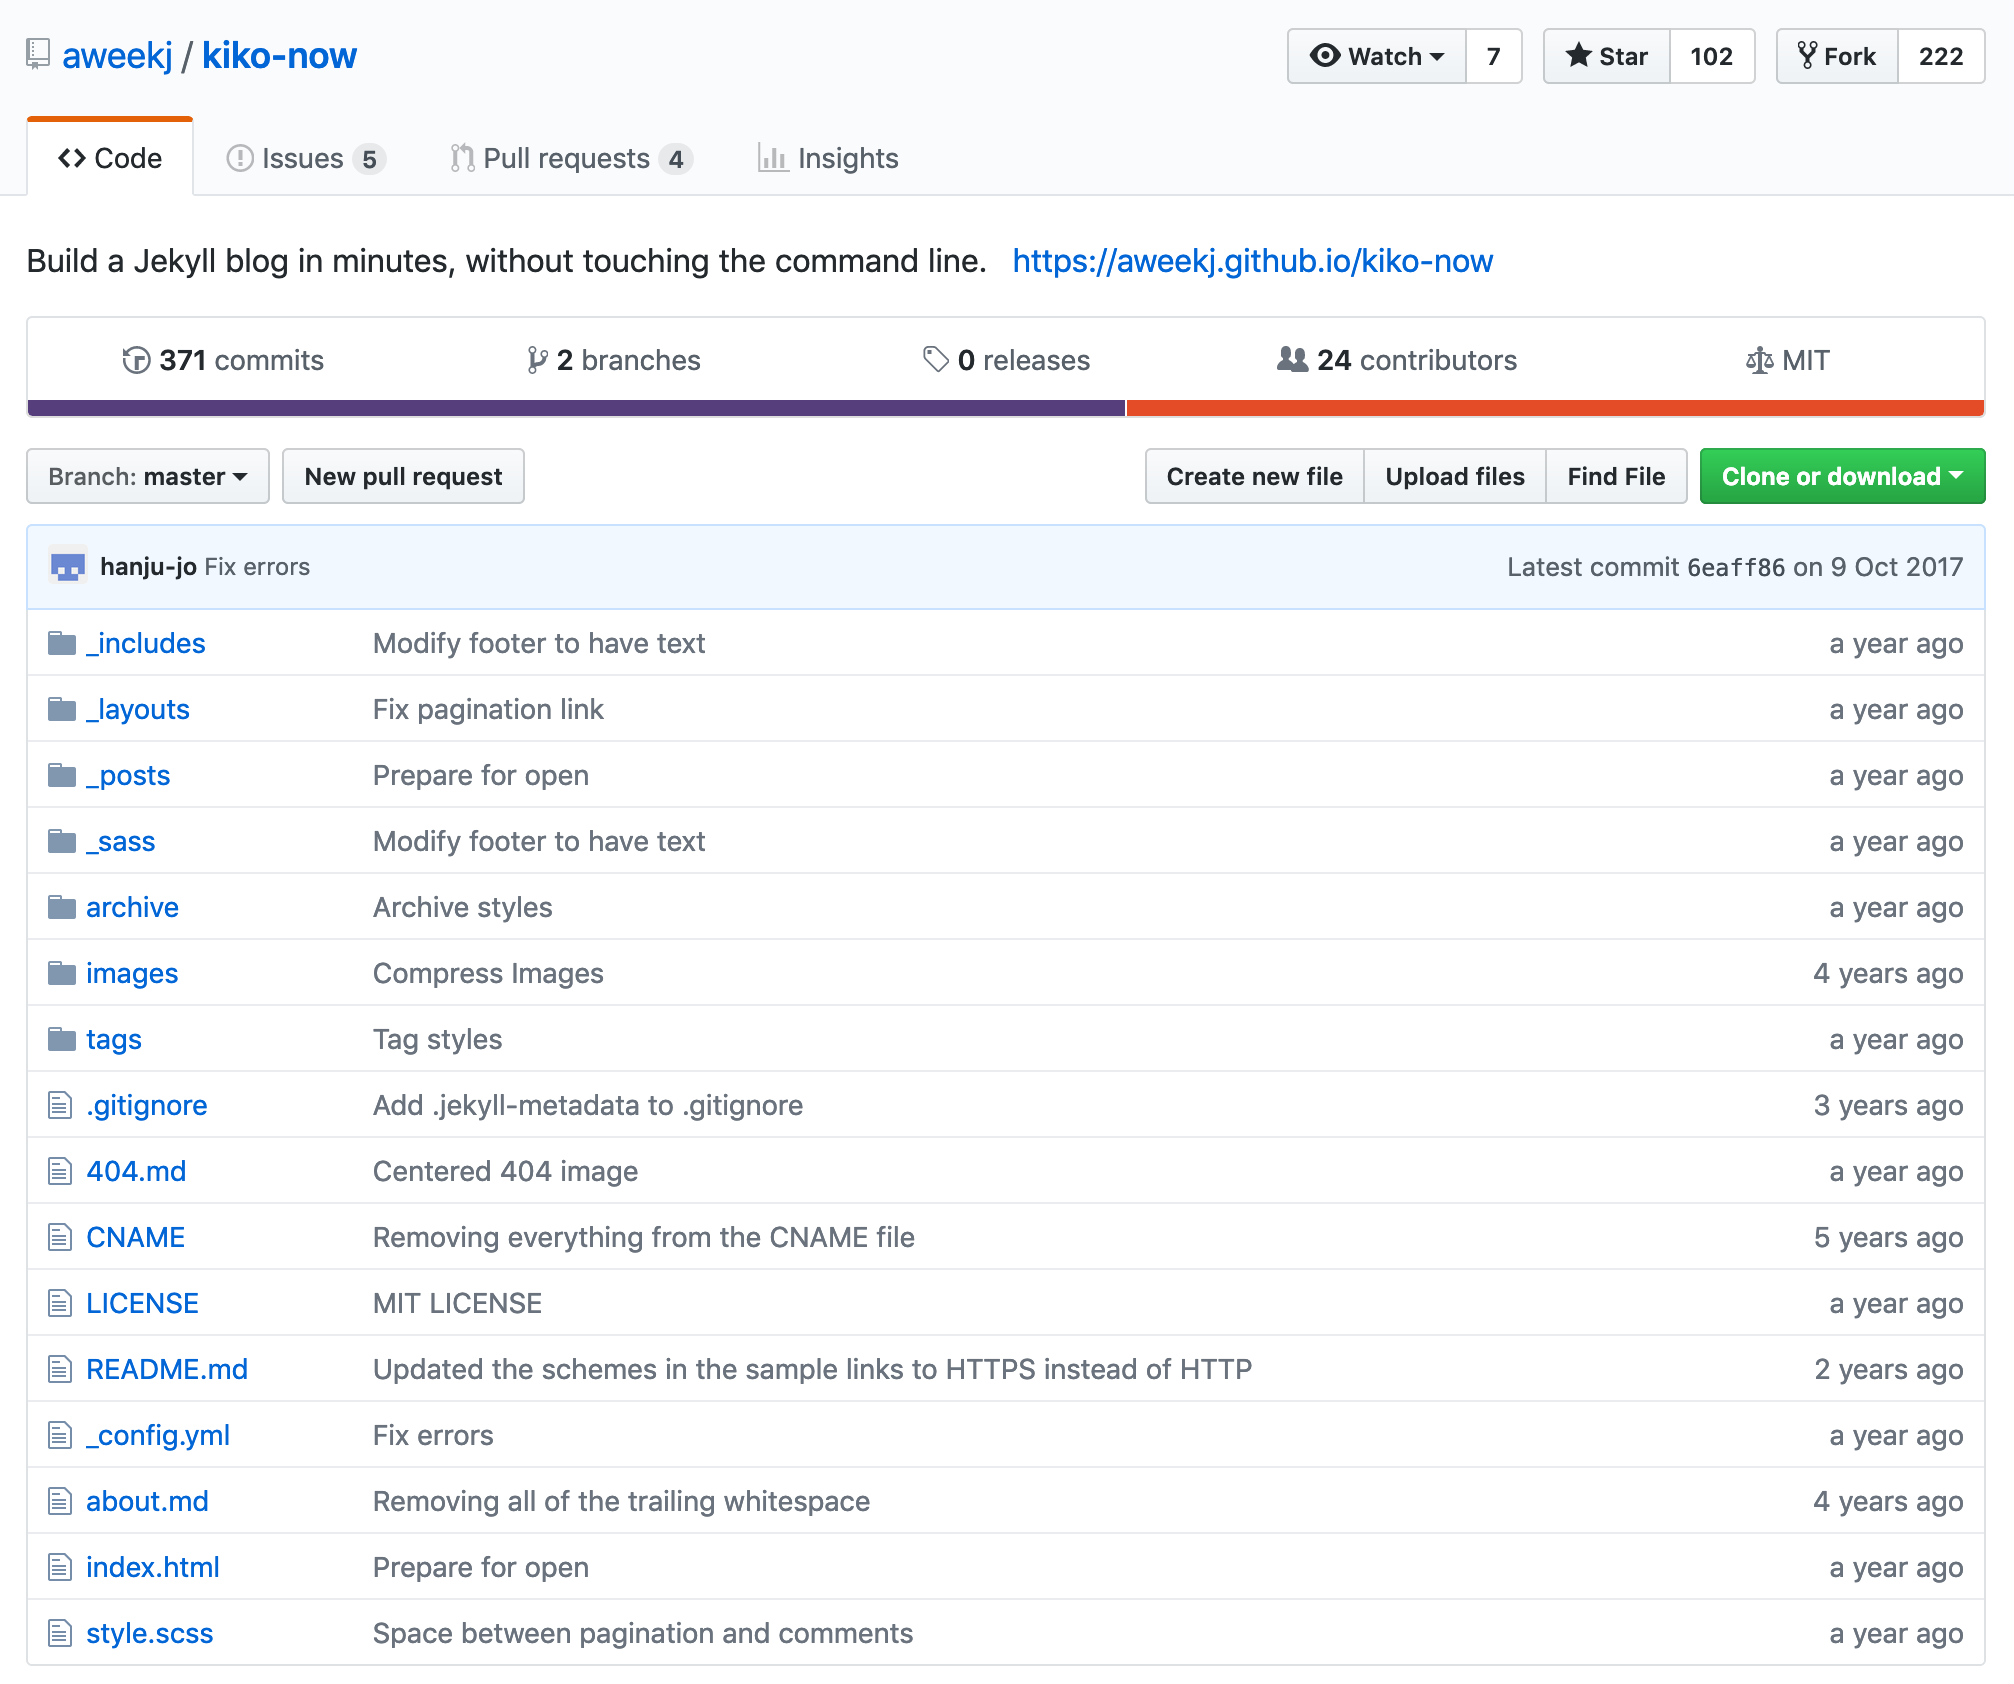 aweekj / kiko-now
Watch 7 Star 102 Fork 222
Code Issues 5 Pull requests 4 Insights
Build a Jekyll blog in minutes, without touching the command line. https://aweekj.github.io/kiko-now
371 commits 2 branches 0 releases 24 contributors MIT
Branch: master New pull request Create new file Upload files Find File Clone or download
hanju-jo Fix errors Latest commit 6eaff86 on 9 Oct 2017
_includes Modify footer to have text a year ago
_layouts Fix pagination link a year ago
_posts Prepare for open a year ago
_sass Modify footer to have text a year ago
archive Archive styles a year ago
images Compress Images 4 years ago
tags Tag styles a year ago
.gitignore Add .jekyll-metadata to .gitignore 3 years ago
404.md Centered 404 image a year ago
CNAME Removing everything from the CNAME file 5 years ago
LICENSE MIT LICENSE a year ago
README.md Updated the schemes in the sample links to HTTPS instead of HTTP 2 years ago
_config.yml Fix errors a year ago
about.md Removing all of the trailing whitespace 4 years ago
index.html Prepare for open a year ago
style.scss Space between pagination and comments a year ago